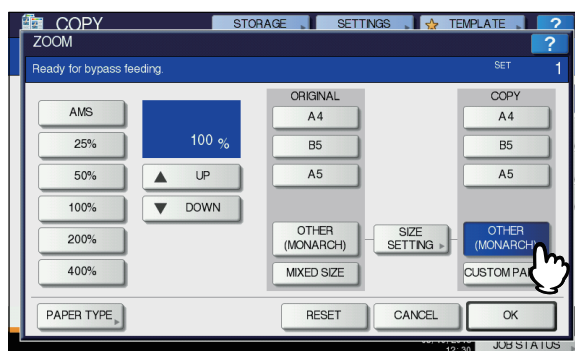 COPY STORAGE SETTINGS TEMPLATE ?
ZOOM ?
Ready for bypass feeding. SET 1
ORIGINAL COPY
AMS A4 A4
25% 100 % B5 B5
50% UP A5 A5
100% DOWN
200% OTHER (MONARCH) SIZE SETTING OTHER (MONARCH)
400% MIXED SIZE CUSTOM
PAPER TYPE RESET CANCEL OK
12:30 JOB STATUS